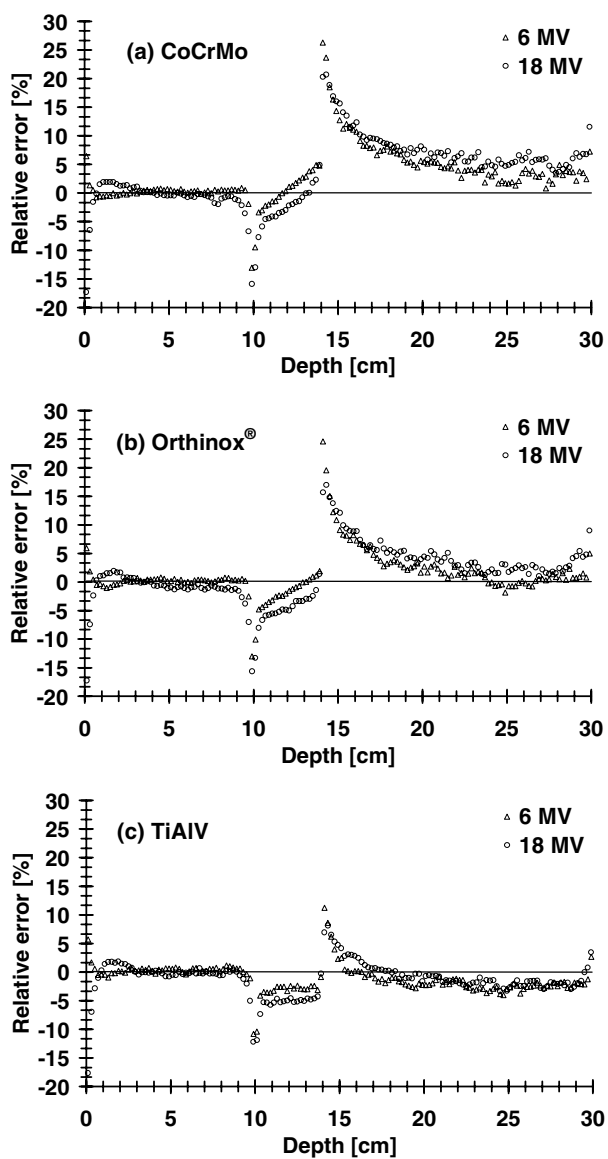 (a) CoCrMo
6 MV
18 MV
Relative error [%]
30
25
20
15
10
5
0
-5
-10
-15
-20
0 5 10 15 20 25 30
Depth [cm]
(b) Orthinox®
6 MV
18 MV
Relative error [%]
30
25
20
15
10
5
0
-5
-10
-15
-20
0 5 10 15 20 25 30
Depth [cm]
(c) TiAlV
6 MV
18 MV
Relative error [%]
30
25
20
15
10
5
0
-5
-10
-15
-20
0 5 10 15 20 25 30
Depth [cm]